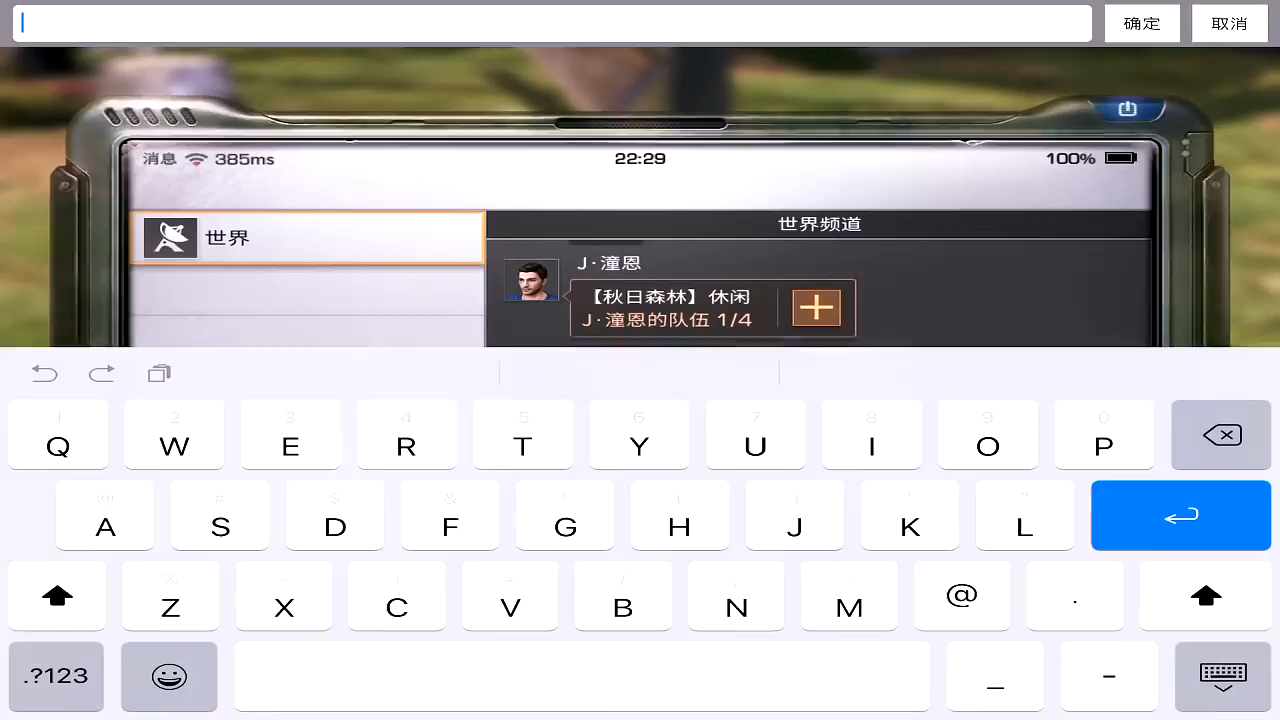 确定 取消
消息 385ms 22:29 100%
世界
世界频道
J·潼恩
【秋日森林】休闲
J·潼恩的队伍 1/4
1 2 3 4 5 6 7 8 9 0
Q W E R T Y U I O P
@ # $ & ' ( ) ' "
A S D F G H J K L
% - + = / ; ,
Z X C V B N M @ .
.?123 _ -